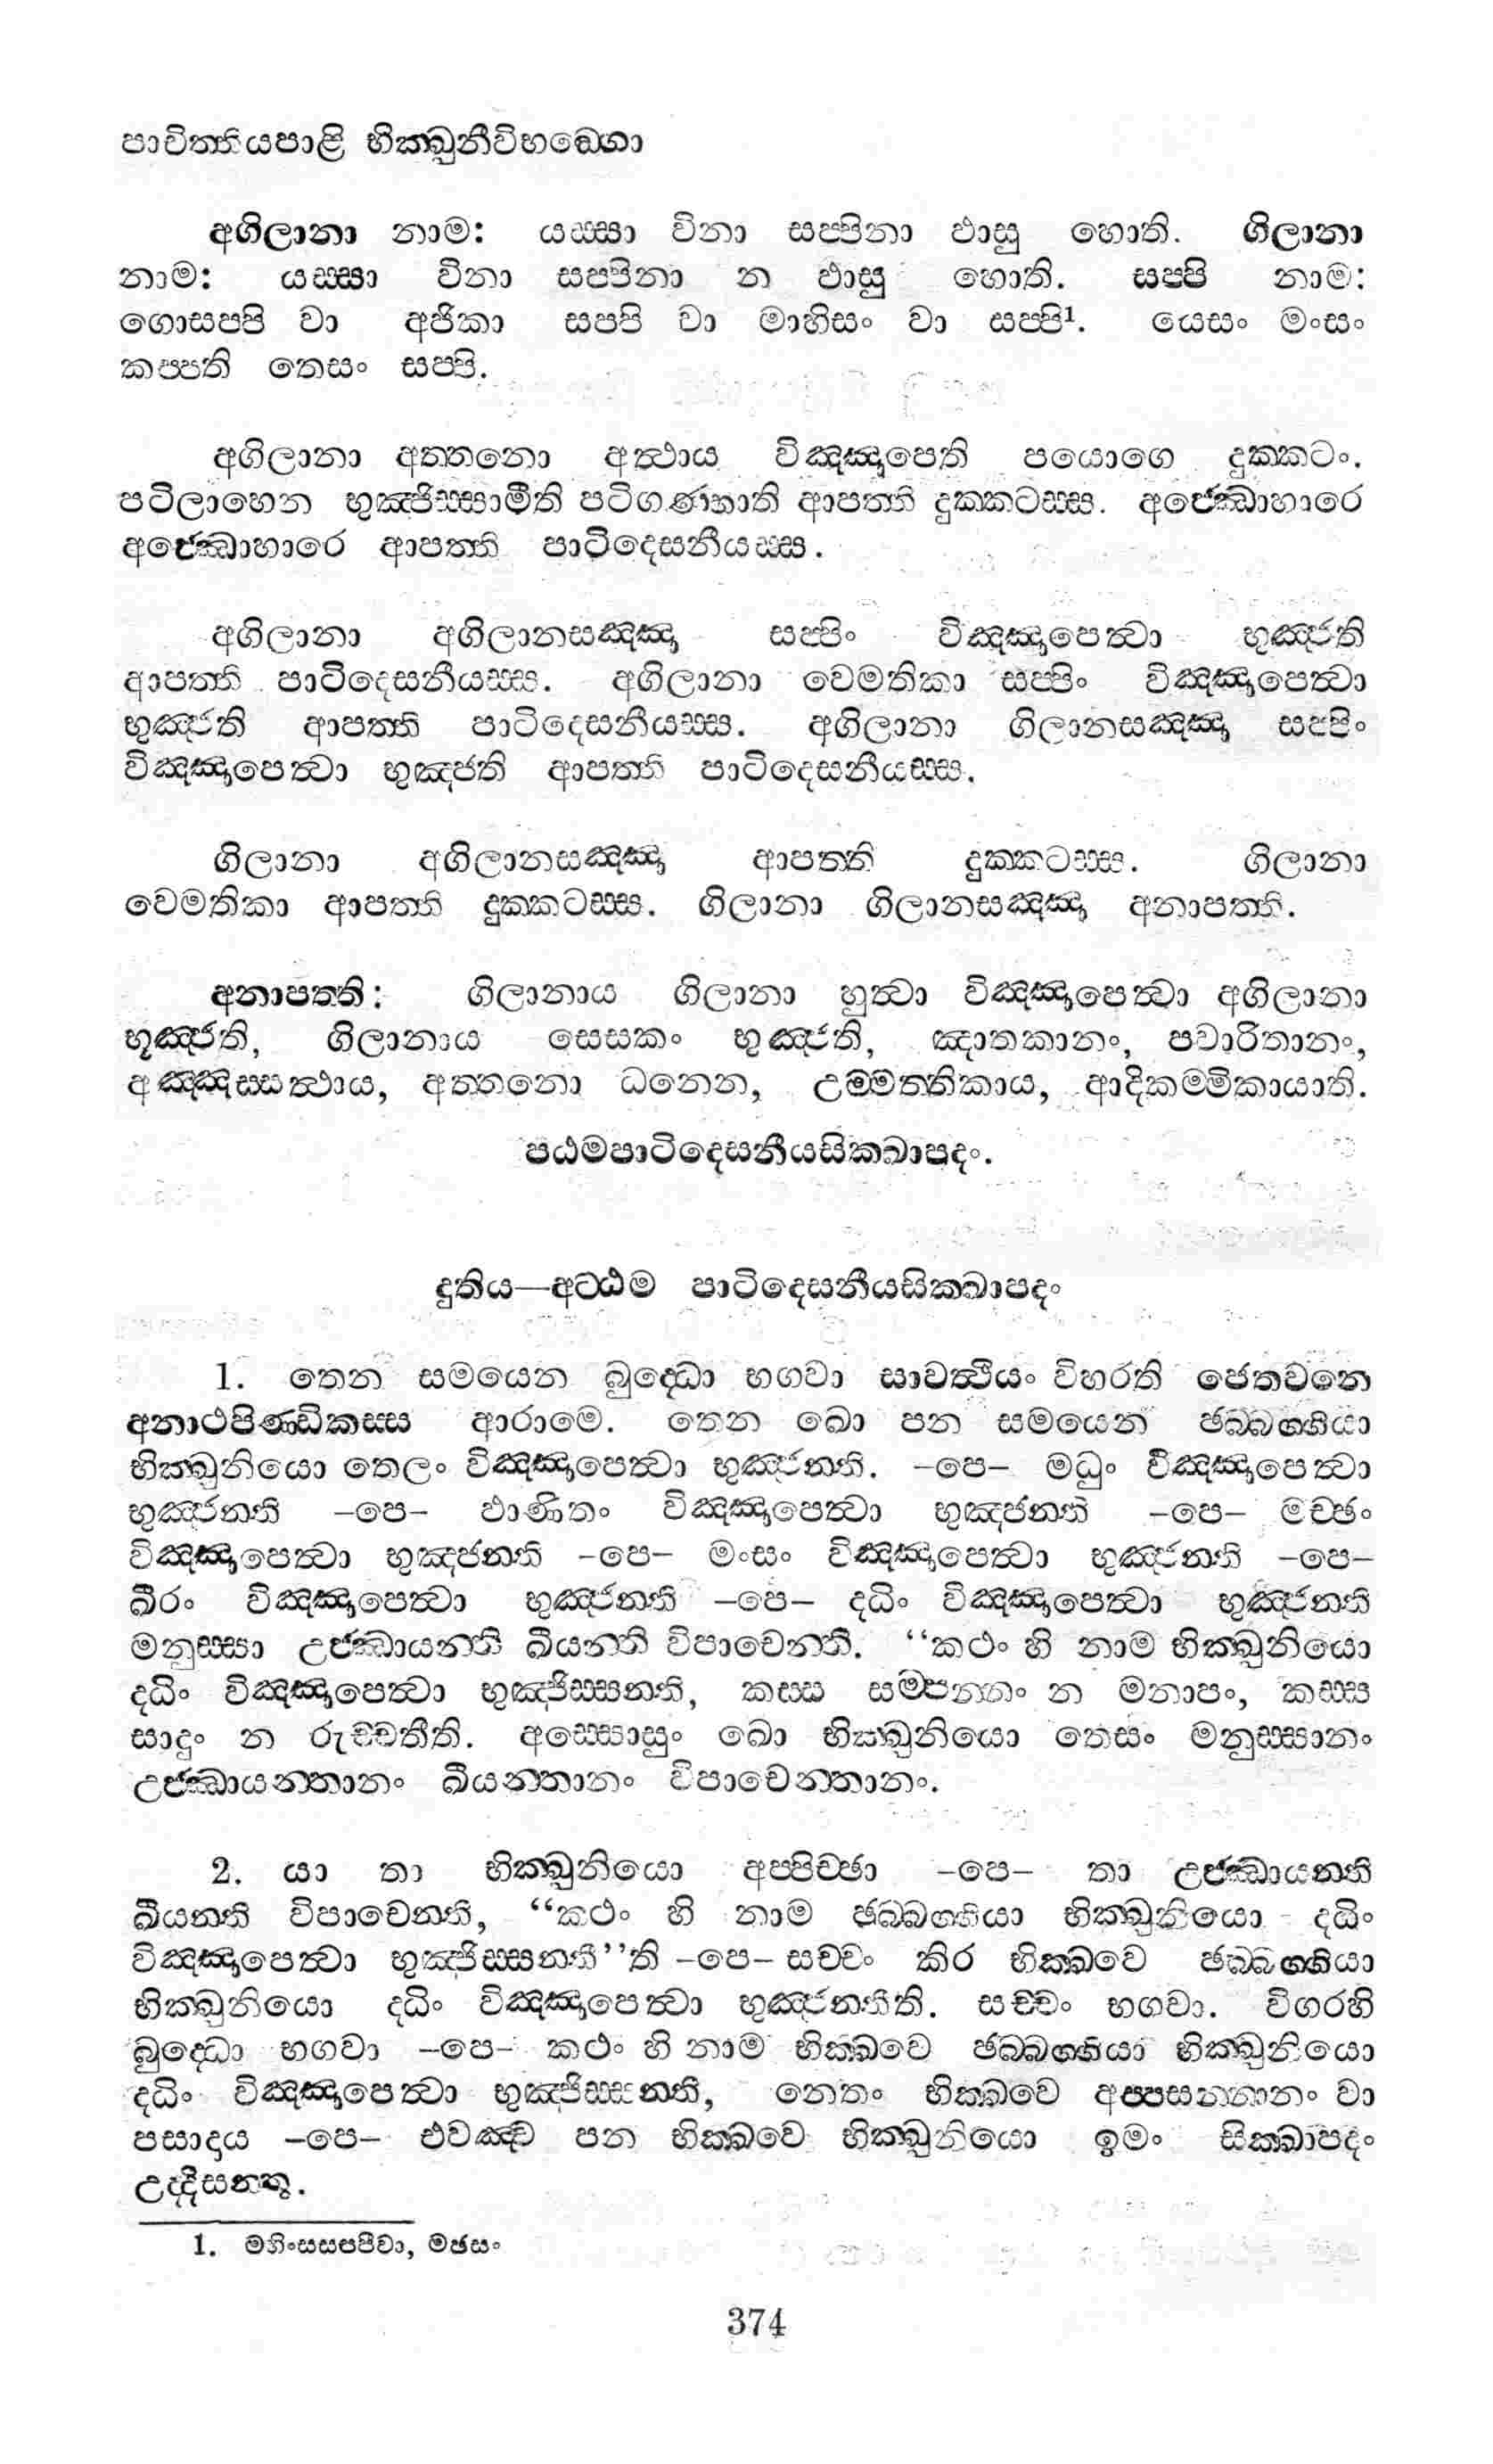 පාචිත්තියපාළි භික්ඛුනීවිභඞ්ගො
අගිලානා නාම: යස්සා විනා සප්පිනා ඵාසු හොති. ගිලානා
නාම: යස්සා විනා සප්පිනා න ඵාසු හොති. සප්පි නාම:
ගොසප්පි වා අජිකා සප්පි වා මාහිසං වා සප්පි¹. යෙසං මංසං
කප්පති තෙසං සප්පි.
අගිලානා අත්තනො අත්ථාය විඤ්ඤාපෙති පයොගෙ දුක්කටං.
පටිලාභෙන භුඤ්ජිස්සාමීති පටිගණ්හාති ආපත්ති දුක්කටස්ස. අජ්ඣොහාරෙ
අජ්ඣොහාරෙ ආපත්ති පාටිදෙසනීයස්ස.
අගිලානා අගිලානසඤ්ඤා සප්පිං විඤ්ඤාපෙත්වා භුඤ්ජති
ආපත්ති පාටිදෙසනීයස්ස. අගිලානා වෙමතිකා සප්පිං විඤ්ඤාපෙත්වා
භුඤ්ජති ආපත්ති පාටිදෙසනීයස්ස. අගිලානා ගිලානසඤ්ඤා සප්පිං
විඤ්ඤාපෙත්වා භුඤ්ජති ආපත්ති පාටිදෙසනීයස්ස.
ගිලානා අගිලානසඤ්ඤා ආපත්ති දුක්කටස්ස. ගිලානා
වෙමතිකා ආපත්ති දුක්කටස්ස. ගිලානා ගිලානසඤ්ඤා අනාපත්ති.
අනාපත්ති: ගිලානාය ගිලානා හුත්වා විඤ්ඤාපෙත්වා අගිලානා
භූඤ්ජති, ගිලානාය සෙසකං භුඤ්ජති, ඤාතකානං, පවාරිතානං,
අඤ්ඤස්සත්ථාය, අත්තනො ධනෙන, උම්මත්තිකාය, ආදිකම්මිකායාති.
පඨමපාටිදෙසනීයසික්ඛාපදං.
දුතිය—අට්ඨම පාටිදෙසනීයසික්ඛාපදං
1. තෙන සමයෙන බුද්ධො භගවා සාවත්ථියං විහරති ජෙතවනෙ
අනාථපිණ්ඩිකස්ස ආරාමෙ. තෙන ඛො පන සමයෙන ඡබ්බග්ගියා
භික්ඛුනියො තෙලං විඤ්ඤාපෙත්වා භුඤ්ජන්ති. –පෙ– මධුං විඤ්ඤාපෙත්වා
භුඤ්ජන්ති –පෙ– ඵාණිතං විඤ්ඤාපෙත්වා භුඤ්ජන්ති –පෙ– මච්ඡං
විඤ්ඤාපෙත්වා භුඤ්ජන්ති –පෙ– මංසං විඤ්ඤාපෙත්වා භුඤ්ජන්ති –පෙ–
ඛීරං විඤ්ඤාපෙත්වා භුඤ්ජන්ති –පෙ– දධිං විඤ්ඤාපෙත්වා භුඤ්ජන්ති
මනුස්සා උජ්ඣායන්ති ඛීයන්ති විපාචෙන්ති. “කථං හි නාම භික්ඛුනියො
දධිං විඤ්ඤාපෙත්වා භුඤ්ජිස්සන්ති, කස්ස සම්පන්නං න මනාපං, කස්ස
සාදුං න රුච්චතීති. අස්සොසුං ඛො භික්ඛුනියො තෙසං මනුස්සානං
උජ්ඣායන්තානං ඛීයන්තානං විපාචෙන්තානං.
2. යා තා භික්ඛුනියො අප්පිච්ඡා –පෙ– තා උජ්ඣායන්ති
ඛීයන්ති විපාචෙන්ති, “කථං හි නාම ඡබ්බග්ගියා භික්ඛුනියො දධිං
විඤ්ඤාපෙත්වා භුඤ්ජිස්සන්තී”ති –පෙ– සච්චං කිර භික්ඛවෙ ඡබ්බග්ගියා
භික්ඛුනියො දධිං විඤ්ඤාපෙත්වා භුඤ්ජන්තීති. සච්චං භගවා. විගරහි
බුද්ධො භගවා –පෙ– කථං හි නාම භික්ඛවෙ ඡබ්බග්ගියා භික්ඛුනියො
දධිං විඤ්ඤාපෙත්වා භුඤ්ජිස්සන්ති, නෙතං භික්ඛවෙ අප්පසන්නානං වා
පසාදාය –පෙ– එවඤ්ච පන භික්ඛවෙ භික්ඛුනියො ඉමං සික්ඛාපදං
උද්දිසන්තු.
1. මහිංසසප්පිවා, මඡසං
374